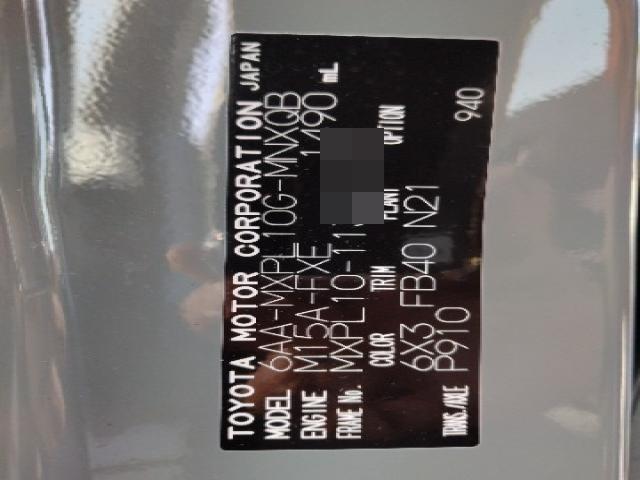 TOYOTA MOTOR CORPORATION JAPAN
MODEL 6AA-MXPL10G-MNXQB
ENGINE M15A-FXE 1490 mL
FRAME No. MXPL10-11
COLOR TRIM PLANT OPTION
6X3 FB40 N21
TRANS./AXLE P910 940